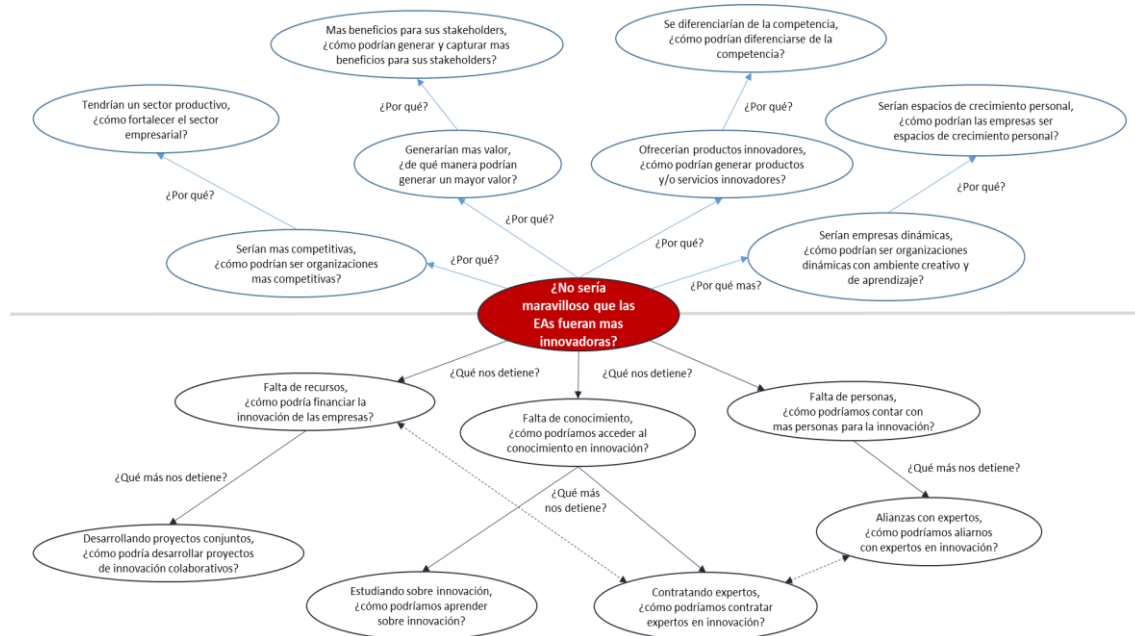 Mas beneficios para sus stakeholders,
¿cómo podrían generar y capturar mas
beneficios para sus stakeholders?
Se diferenciarían de la competencia,
¿cómo podrían diferenciarse de la
competencia?
Tendrían un sector productivo,
¿cómo fortalecer el sector
empresarial?
¿Por qué?
¿Por qué?
Serían espacios de crecimiento personal,
¿cómo podrían las empresas ser
espacios de crecimiento personal?
Generarían mas valor,
¿de qué manera podrían
generar un mayor valor?
Ofrecerían productos innovadores,
¿cómo podrían generar productos
y/o servicios innovadores?
¿Por qué?
¿Por qué?
Serían mas competitivas,
¿cómo podrían ser organizaciones
mas competitivas?
¿Por qué?
¿Por qué?
¿Por qué?
Serían empresas dinámicas,
¿cómo podrían ser organizaciones
dinámicas con ambiente creativo y
de aprendizaje?
¿Por qué mas?
¿No sería
maravilloso que las
EAs fueran mas
innovadoras?
¿Qué nos detiene?
¿Qué nos detiene?
¿Qué nos detiene?
Falta de recursos,
¿cómo podría financiar la
innovación de las empresas?
Falta de conocimiento,
¿cómo podríamos acceder al
conocimiento en innovación?
Falta de personas,
¿cómo podríamos contar con
mas personas para la innovación?
¿Qué más nos detiene?
¿Qué más
nos detiene?
¿Qué más nos detiene?
Desarrollando proyectos conjuntos,
¿cómo podría desarrollar proyectos
de innovación colaborativos?
Alianzas con expertos,
¿cómo podríamos aliarnos
con expertos en innovación?
Estudiando sobre innovación,
¿cómo podríamos aprender
sobre innovación?
Contratando expertos,
¿cómo podríamos contratar
expertos en innovación?